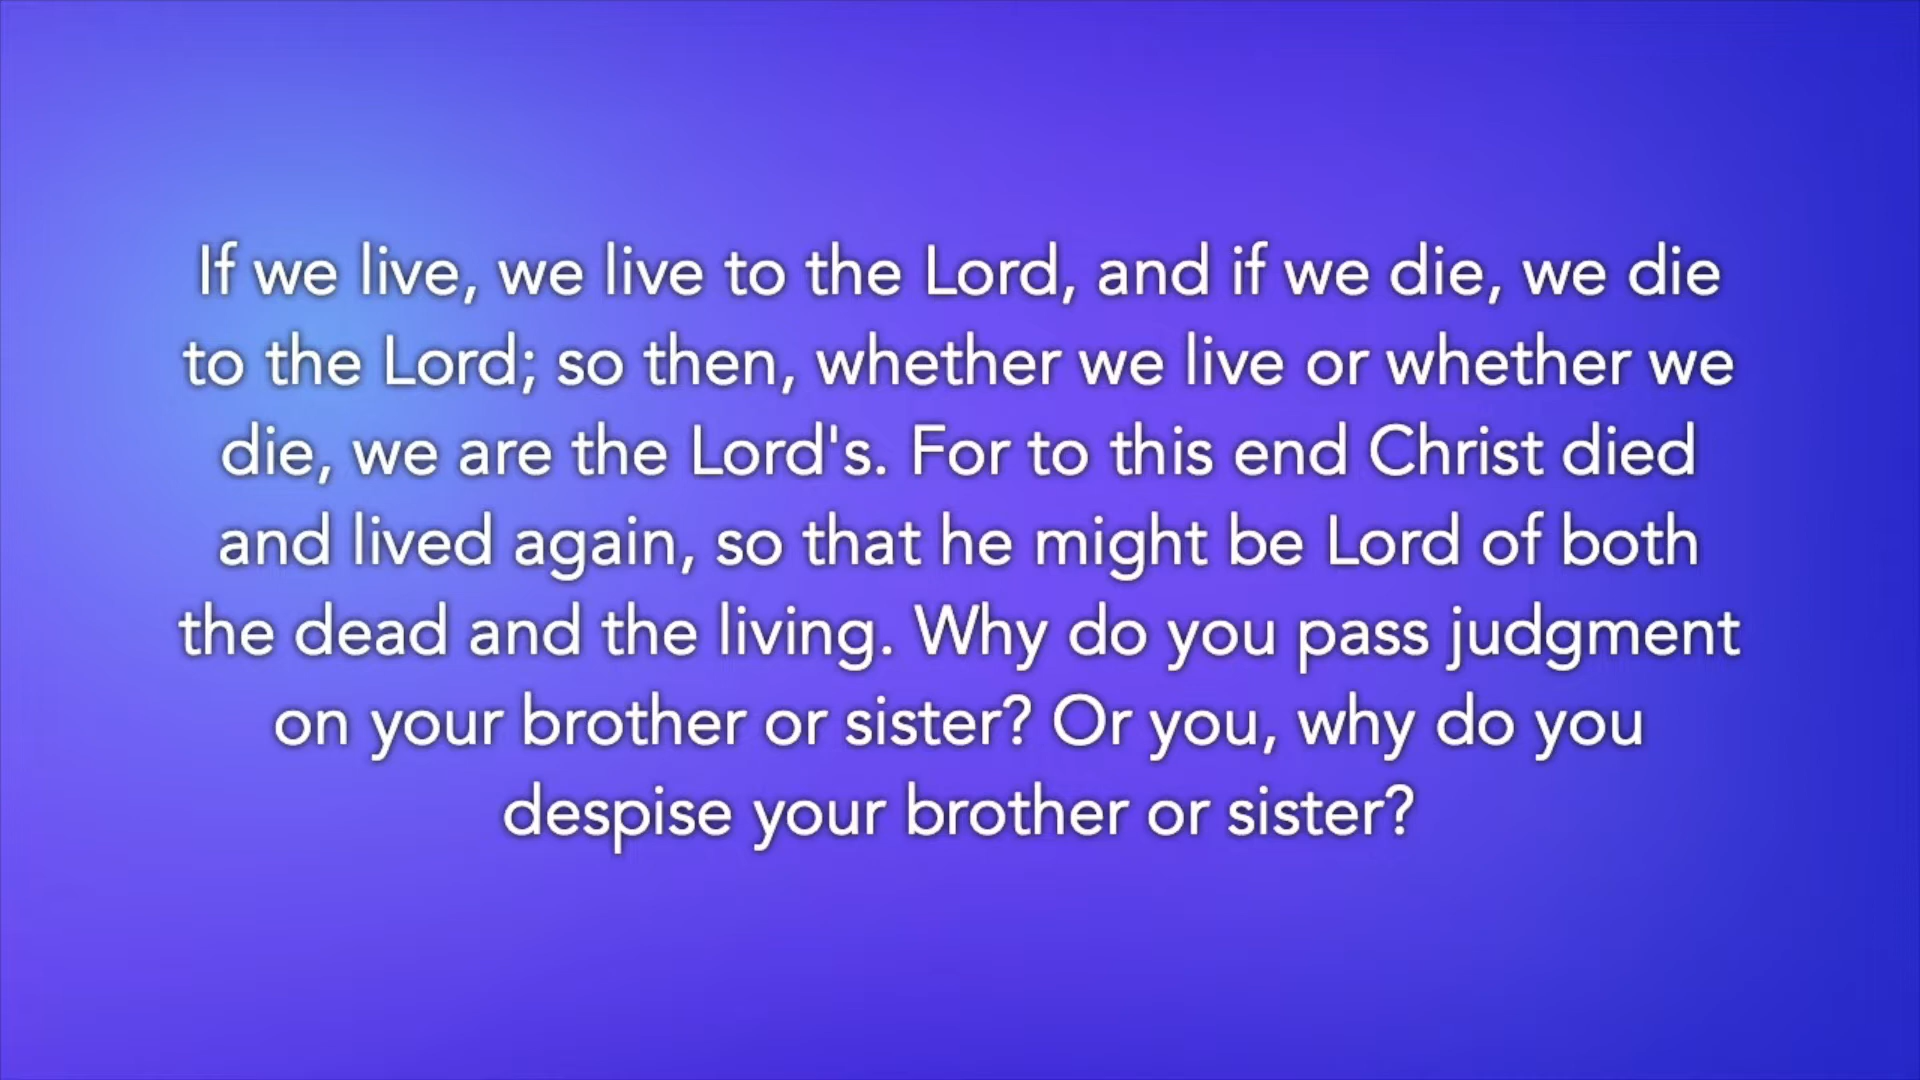 If we live, we live to the Lord, and if we die, we die
to the Lord; so then, whether we live or whether we
die, we are the Lord's. For to this end Christ died
and lived again, so that he might be Lord of both
the dead and the living. Why do you pass judgment
on your brother or sister? Or you, why do you
despise your brother or sister?